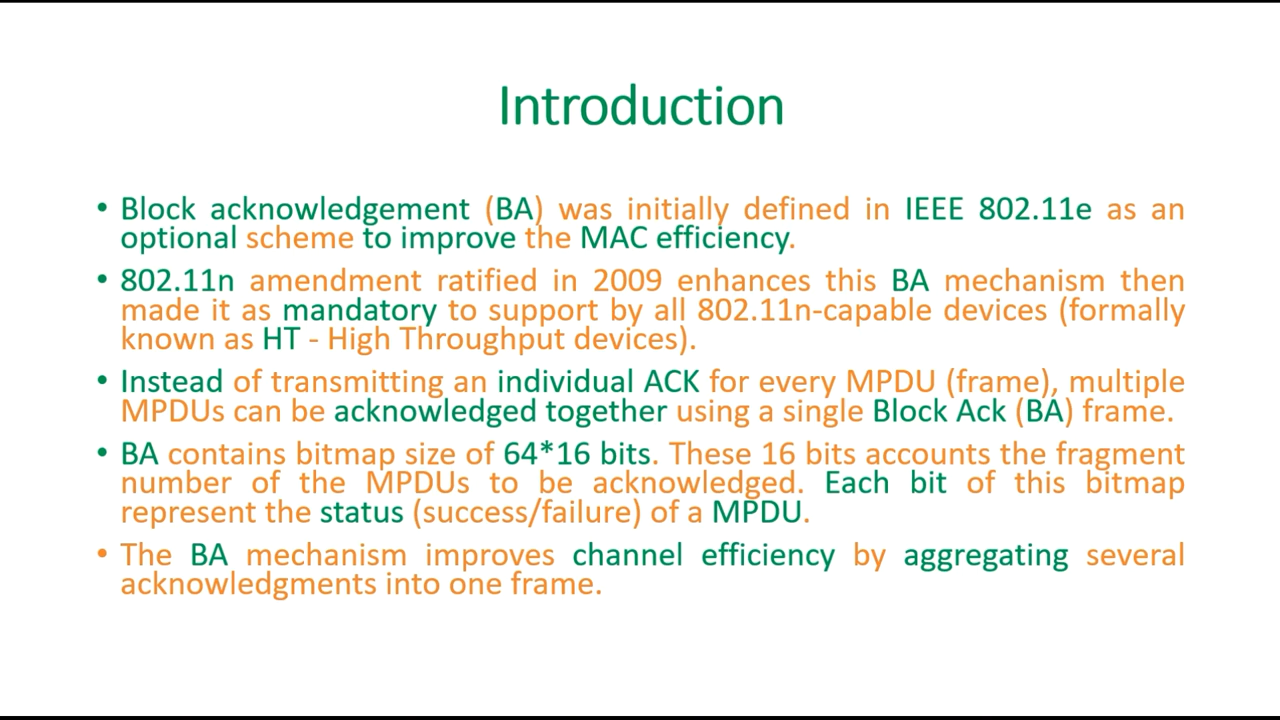 Introduction
• Block acknowledgement (BA) was initially defined in IEEE 802.11e as an
optional scheme to improve the MAC efficiency.
• 802.11n amendment ratified in 2009 enhances this BA mechanism then
made it as mandatory to support by all 802.11n-capable devices (formally
known as HT - High Throughput devices).
• Instead of transmitting an individual ACK for every MPDU (frame), multiple
MPDUs can be acknowledged together using a single Block Ack (BA) frame.
• BA contains bitmap size of 64*16 bits. These 16 bits accounts the fragment
number of the MPDUs to be acknowledged. Each bit of this bitmap
represent the status (success/failure) of a MPDU.
• The BA mechanism improves channel efficiency by aggregating several
acknowledgments into one frame.